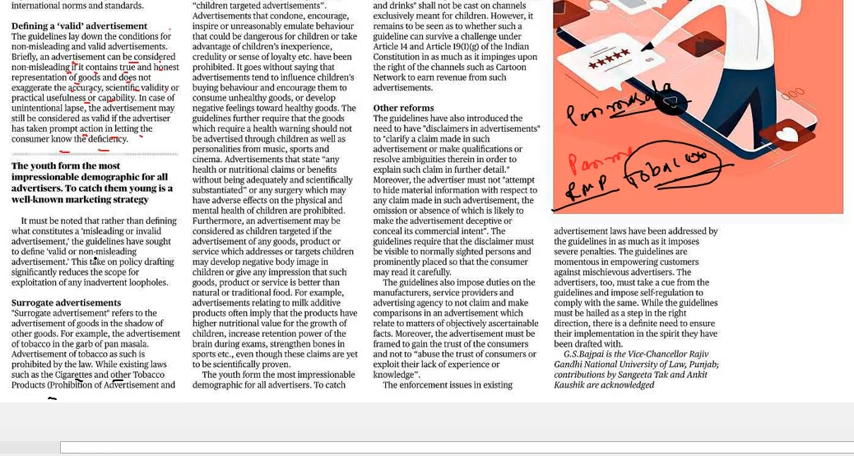 international norms and standards.
Defining a 'valid' advertisement
The guidelines lay down the conditions for
non-misleading and valid advertisements.
Briefly, an advertisement can be considered
non-misleading if it contains true and honest
representation of goods and does not
exaggerate the accuracy, scientific validity or
practical usefulness or capability. In case of
unintentional lapse, the advertisement may
still be considered as valid if the advertiser
has taken prompt action in letting the
consumer know the deficiency.
The youth form the most
impressionable demographic for all
advertisers. To catch them young is a
well-known marketing strategy
It must be noted that rather than defining
what constitutes a 'misleading or invalid
advertisement,' the guidelines have sought
to define 'valid or non-misleading
advertisement.' This take on policy drafting
significantly reduces the scope for
exploitation of any inadvertent loopholes.
Surrogate advertisements
"Surrogate advertisement" refers to the
advertisement of goods in the shadow of
other goods. For example, the advertisement
of tobacco in the garb of pan masala.
Advertisement of tobacco as such is
prohibited by the law. While existing laws
such as the Cigarettes and other Tobacco
Products (Prohibition of Advertisement and
"children targeted advertisements".
Advertisements that condone, encourage,
inspire or unreasonably emulate behaviour
that could be dangerous for children or take
advantage of children's inexperience,
credulity or sense of loyalty etc. have been
prohibited. It goes without saying that
advertisements tend to influence children's
buying behaviour and encourage them to
consume unhealthy goods, or develop
negative feelings toward healthy goods. The
guidelines further require that the goods
which require a health warning should not
be advertised through children as well as
personalities from music, sports and
cinema. Advertisements that state "any
health or nutritional claims or benefits
without being adequately and scientifically
substantiated" or any surgery which may
have adverse effects on the physical and
mental health of children are prohibited.
Furthermore, an advertisement may be
considered as children targeted if the
advertisement of any goods, product or
service which addresses or targets children
may develop negative body image in
children or give any impression that such
goods, product or service is better than
natural or traditional food. For example,
advertisements relating to milk additive
products often imply that the products have
higher nutritional value for the growth of
children, increase retention power of the
brain during exams, strengthen bones in
sports etc., even though these claims are yet
to be scientifically proven.
The youth form the most impressionable
demographic for all advertisers. To catch
and drinks" shall not be cast on channels
exclusively meant for children. However, it
remains to be seen as to whether such a
guideline can survive a challenge under
Article 14 and Article 19(1)(g) of the Indian
Constitution in as much as it impinges upon
the right of the channels such as Cartoon
Network to earn revenue from such
advertisements.
Other reforms
The guidelines have also introduced the
need to have "disclaimers in advertisements"
to "clarify a claim made in such
advertisement or make qualifications or
resolve ambiguities therein in order to
explain such claim in further detail."
Moreover, the advertiser must not "attempt
to hide material information with respect to
any claim made in such advertisement, the
omission or absence of which is likely to
make the advertisement deceptive or
conceal its commercial intent". The
guidelines require that the disclaimer must
be visible to normally sighted persons and
prominently placed so that the consumer
may read it carefully.
The guidelines also impose duties on the
manufacturers, service providers and
advertising agency to not claim and make
comparisons in an advertisement which
relate to matters of objectively ascertainable
facts. Moreover, the advertisement must be
framed to gain the trust of the consumers
and not to "abuse the trust of consumers or
exploit their lack of experience or
knowledge".
The enforcement issues in existing
Pan masala
RMP
advertisement laws have been addressed by
the guidelines in as much as it imposes
severe penalties. The guidelines are
momentous in empowering customers
against mischievous advertisers. The
advertisers, too, must take a cue from the
guidelines and impose self-regulation to
comply with the same. While the guidelines
must be hailed as a step in the right
direction, there is a definite need to ensure
their implementation in the spirit they have
been drafted with.
G.S.Bajpai is the Vice-Chancellor Rajiv
Gandhi National University of Law, Punjab;
contributions by Sangeeta Tak and Ankit
Kaushik are acknowledged